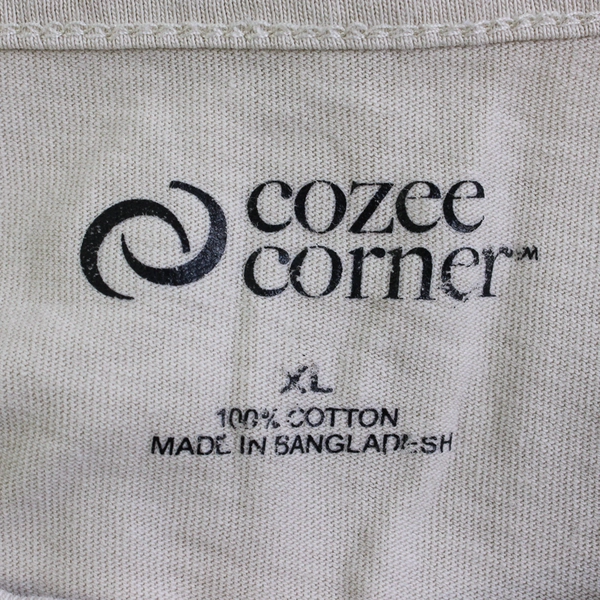 cozee
corner™
XL
100% COTTON
MADE IN BANGLADESH